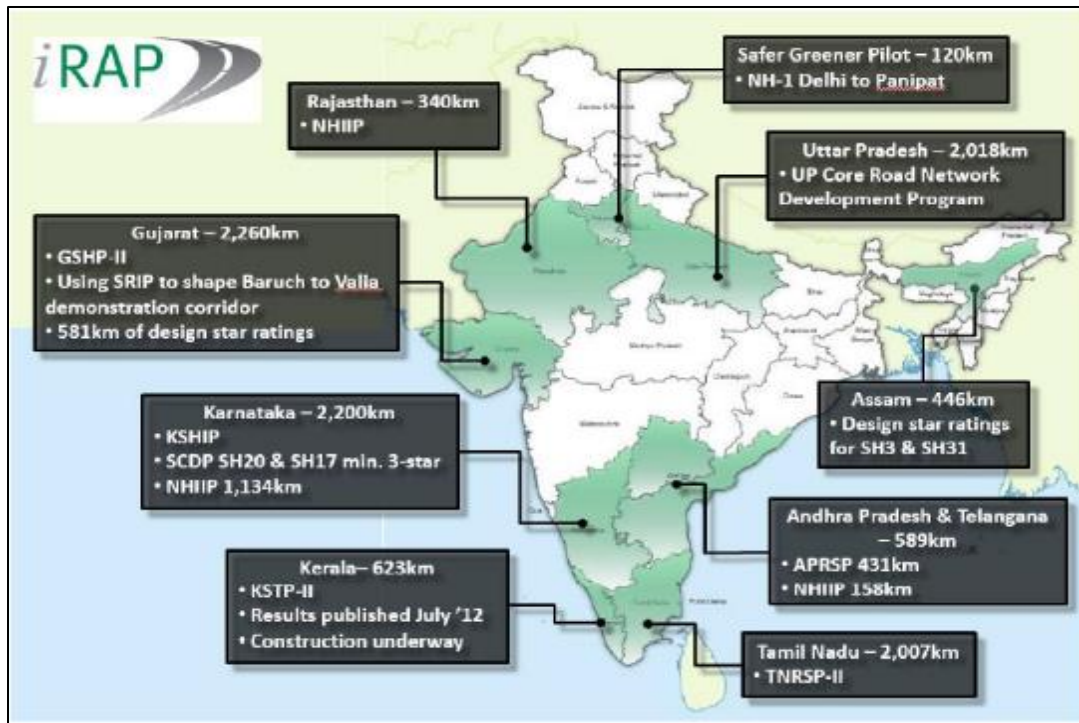 iRAP
Safer Greener Pilot – 120km
• NH-1 Delhi to Panipat
Rajasthan – 340km
• NHIIP
Uttar Pradesh – 2,018km
• UP Core Road Network
Development Program
Gujarat – 2,260km
• GSHP-II
• Using SRIP to shape Baruch to Valla
demonstration corridor
• 581km of design star ratings
Karnataka – 2,200km
• KSHIP
• SCDP SH20 & SH17 min. 3-star
• NHIIP 1,134km
Assam – 446km
• Design star ratings
for SH3 & SH31
Andhra Pradesh & Telangana
– 589km
• APRSP 431km
• NHIIP 158km
Kerala– 623km
• KSTP-II
• Results published July ’12
• Construction underway
Tamil Nadu – 2,007km
• TNRSP-II